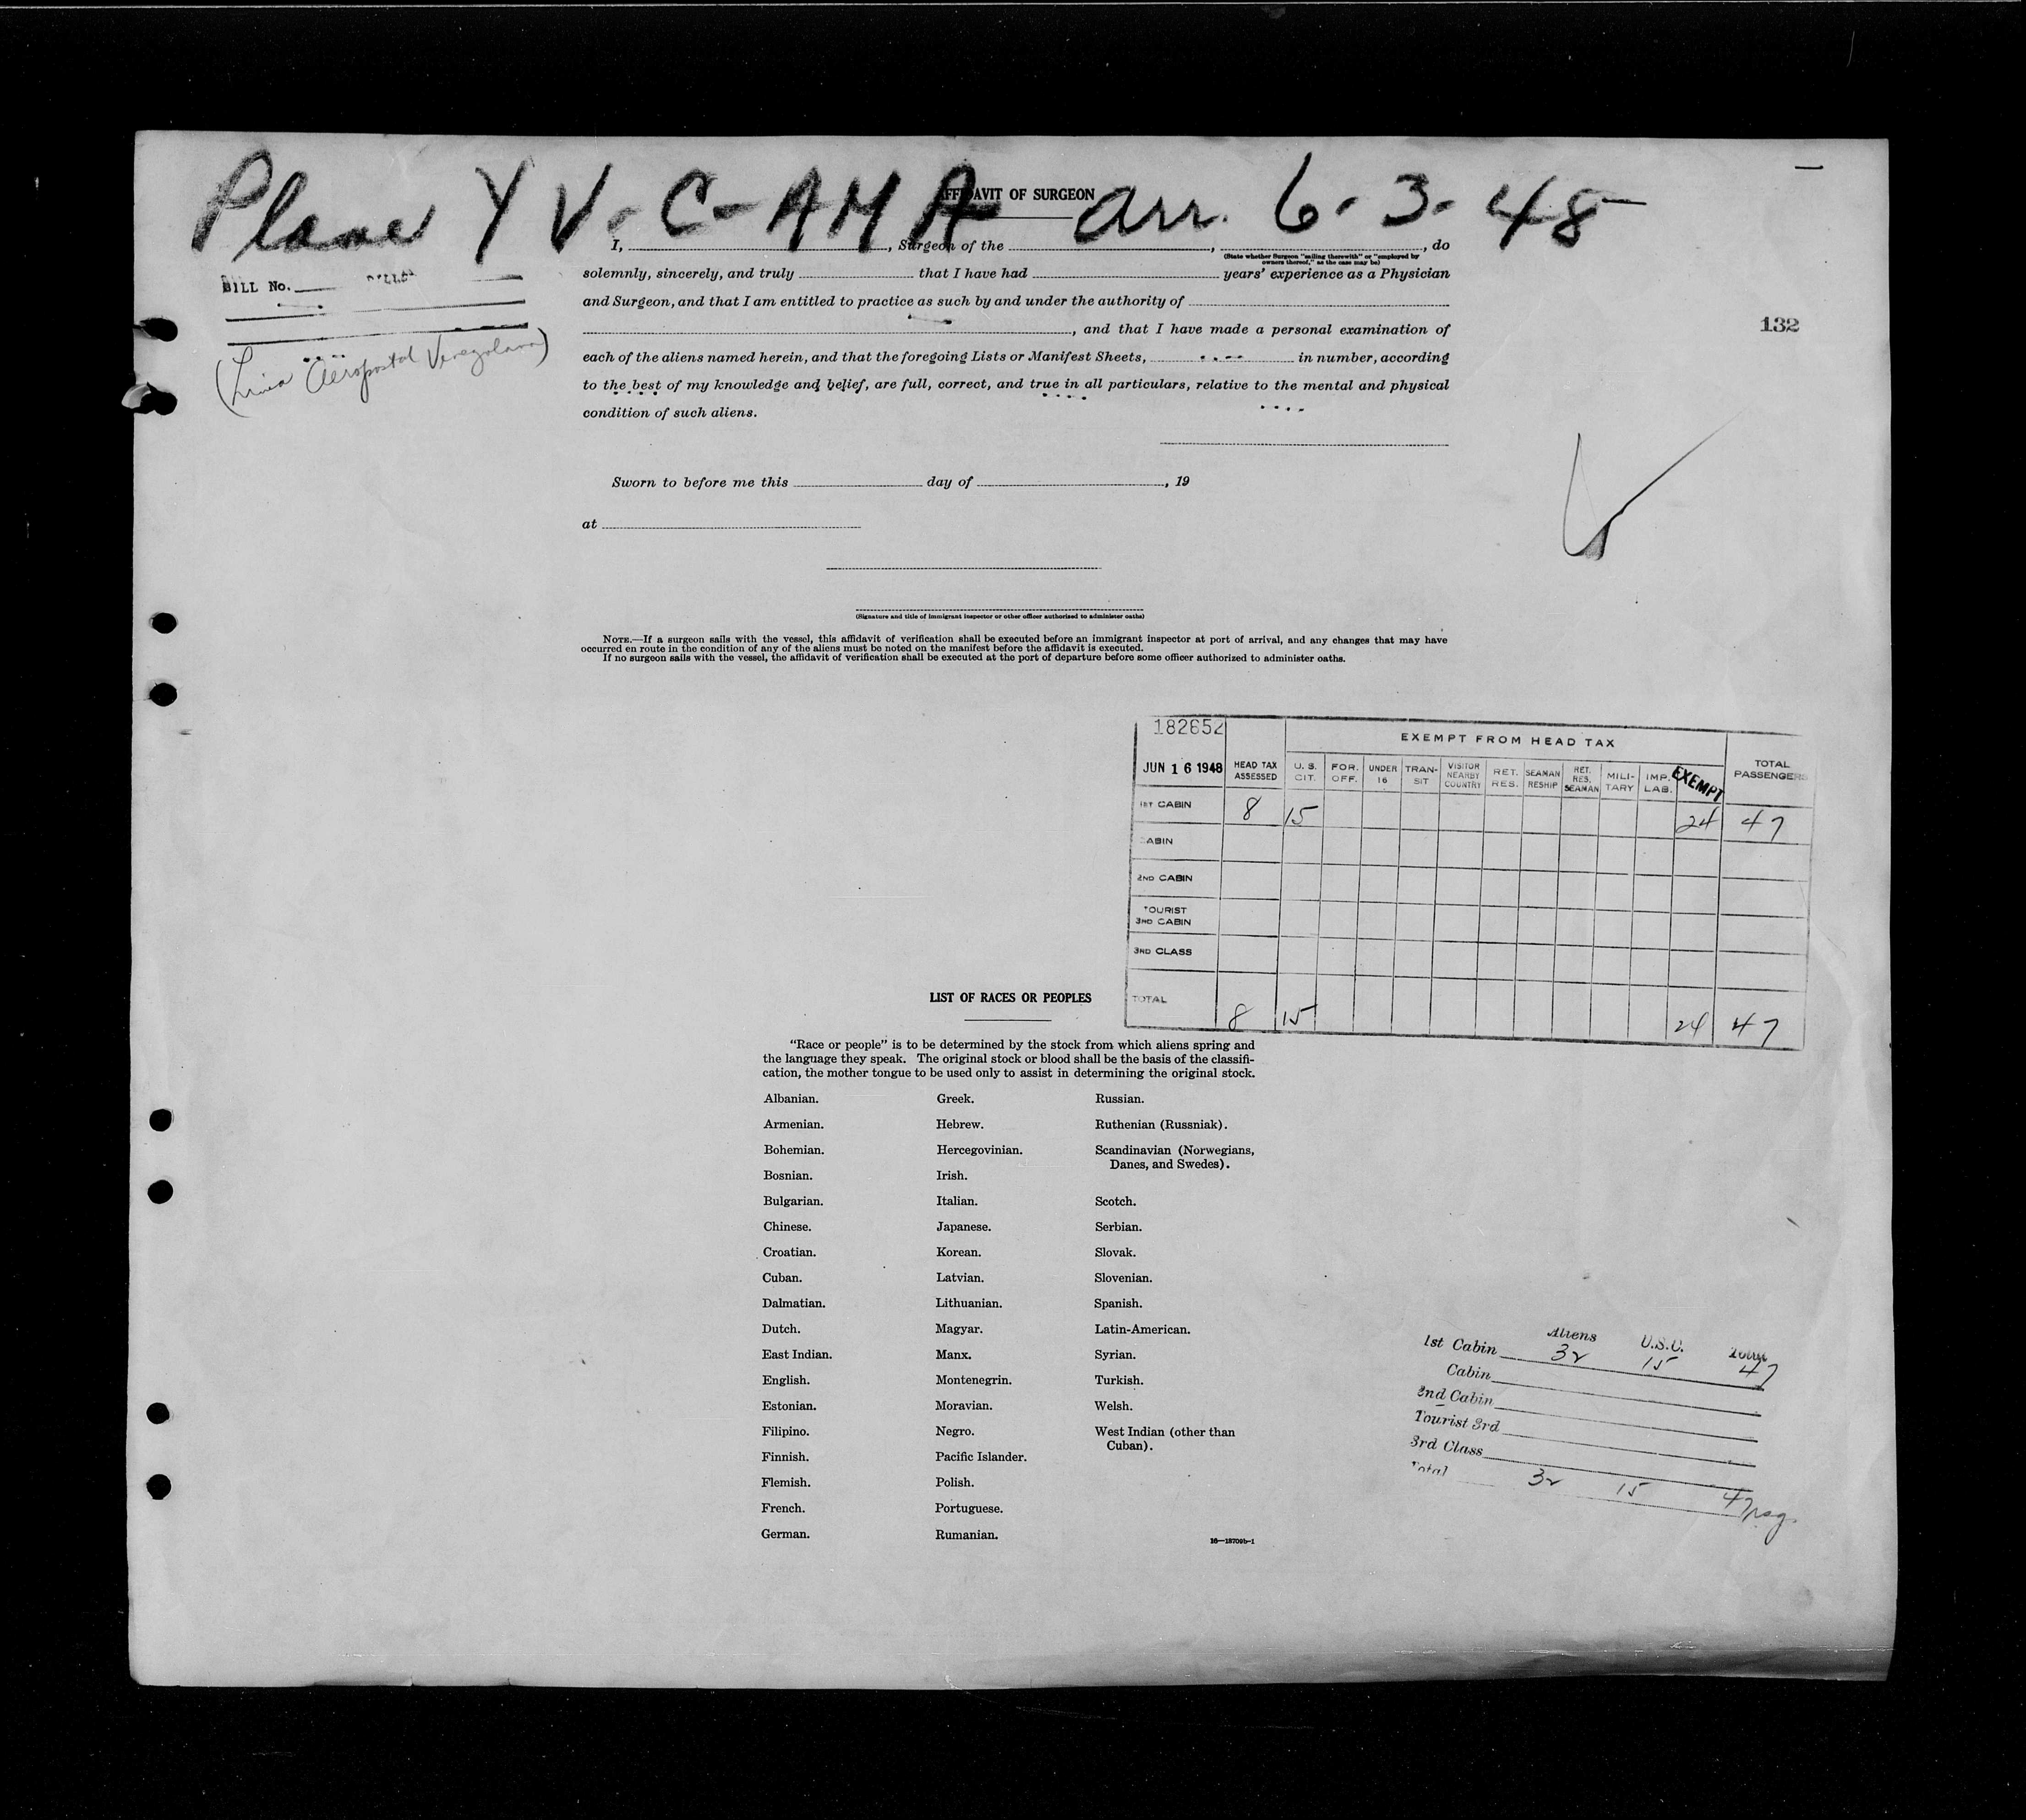 Plane Y V-C-AMA arr. 6-3-48
AFFIDAVIT OF SURGEON
I, , Surgeon of the , , do
(State whether Surgeon "sailing therewith" or "employed by
owners thereof," as the case may be)
solemnly, sincerely, and truly that I have had years' experience as a Physician
and Surgeon, and that I am entitled to practice as such by and under the authority of
, and that I have made a personal examination of
each of the aliens named herein, and that the foregoing Lists or Manifest Sheets, in number, according
to the best of my knowledge and belief, are full, correct, and true in all particulars, relative to the mental and physical
condition of such aliens.
BILL No.
(Linea Aeropostal Venezolana)
132
Sworn to before me this day of , 19
at
(Signature and title of immigrant inspector or other officer authorized to administer oaths)
NOTE.—If a surgeon sails with the vessel, this affidavit of verification shall be executed before an immigrant inspector at port of arrival, and any changes that may have
occurred en route in the condition of any of the aliens must be noted on the manifest before the affidavit is executed.
If no surgeon sails with the vessel, the affidavit of verification shall be executed at the port of departure before some officer authorized to administer oaths.
182652
EXEMPT FROM HEAD TAX
JUN 16 1948 HEAD TAX ASSESSED U. S. CIT. FOR. OFF. UNDER 16 TRAN-SIT VISITOR NEARBY COUNTRY RET. RES. SEAMAN RESHIP RET. RES. SEAMAN MILI-TARY IMP. LAB. EXEMPT TOTAL PASSENGERS
1ST CABIN 8 15 24 47
CABIN
2ND CABIN
TOURIST
3RD CABIN
3RD CLASS
TOTAL 8 15 24 47
LIST OF RACES OR PEOPLES
"Race or people" is to be determined by the stock from which aliens spring and
the language they speak. The original stock or blood shall be the basis of the classifi-
cation, the mother tongue to be used only to assist in determining the original stock.
Albanian.
Armenian.
Bohemian.
Bosnian.
Bulgarian.
Chinese.
Croatian.
Cuban.
Dalmatian.
Dutch.
East Indian.
English.
Estonian.
Filipino.
Finnish.
Flemish.
French.
German.
Greek.
Hebrew.
Hercegovinian.
Irish.
Italian.
Japanese.
Korean.
Latvian.
Lithuanian.
Magyar.
Manx.
Montenegrin.
Moravian.
Negro.
Pacific Islander.
Polish.
Portuguese.
Rumanian.
Russian.
Ruthenian (Russniak).
Scandinavian (Norwegians,
Danes, and Swedes).
Scotch.
Serbian.
Slovak.
Slovenian.
Spanish.
Latin-American.
Syrian.
Turkish.
Welsh.
West Indian (other than
Cuban).
16—18709b-1
Aliens U.S.C. Total
1st Cabin 32 15 47
Cabin
2nd Cabin
Tourist 3rd
3rd Class
Total 32 15 47